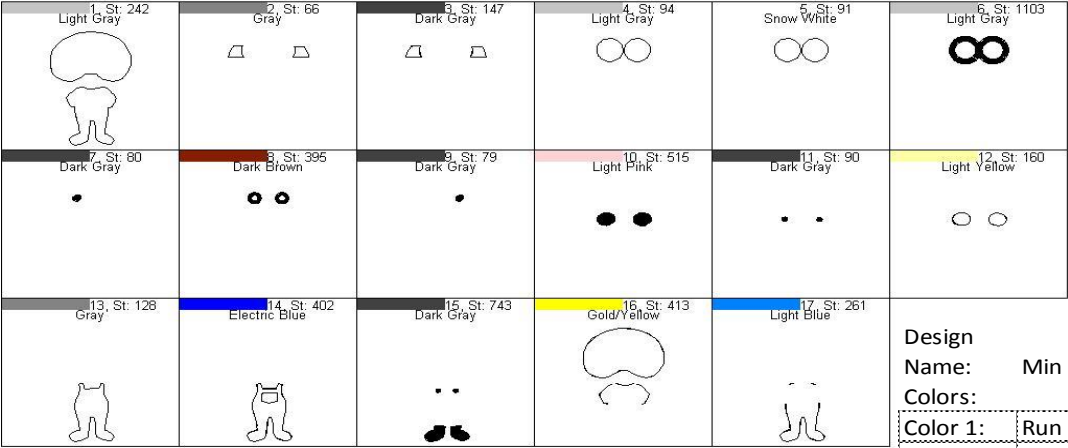 1, St: 242
Light Gray
2, St: 66
Gray
3, St: 147
Dark Gray
4, St: 94
Light Gray
5, St: 91
Snow White
6, St: 1103
Light Gray
7, St: 80
Dark Gray
8, St: 395
Dark Brown
9, St: 79
Dark Gray
10, St: 515
Light Pink
11, St: 90
Dark Gray
12, St: 160
Light Yellow
13, St: 128
Gray
14, St: 402
Electric Blue
15, St: 743
Dark Gray
16, St: 413
Gold/Yellow
17, St: 261
Light Blue
Design
Name: Min
Colors:
Color 1: Run